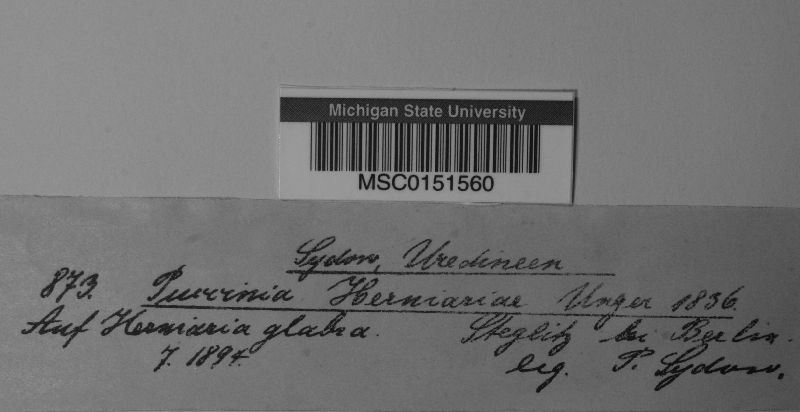 Michigan State University
MSC0151560
Sydow, Uredineen
873. Puccinia Herniariae Unger 1836.
Auf Herniaria glabra. Steglitz bei Berlin.
7. 1894. leg. P. Sydow.